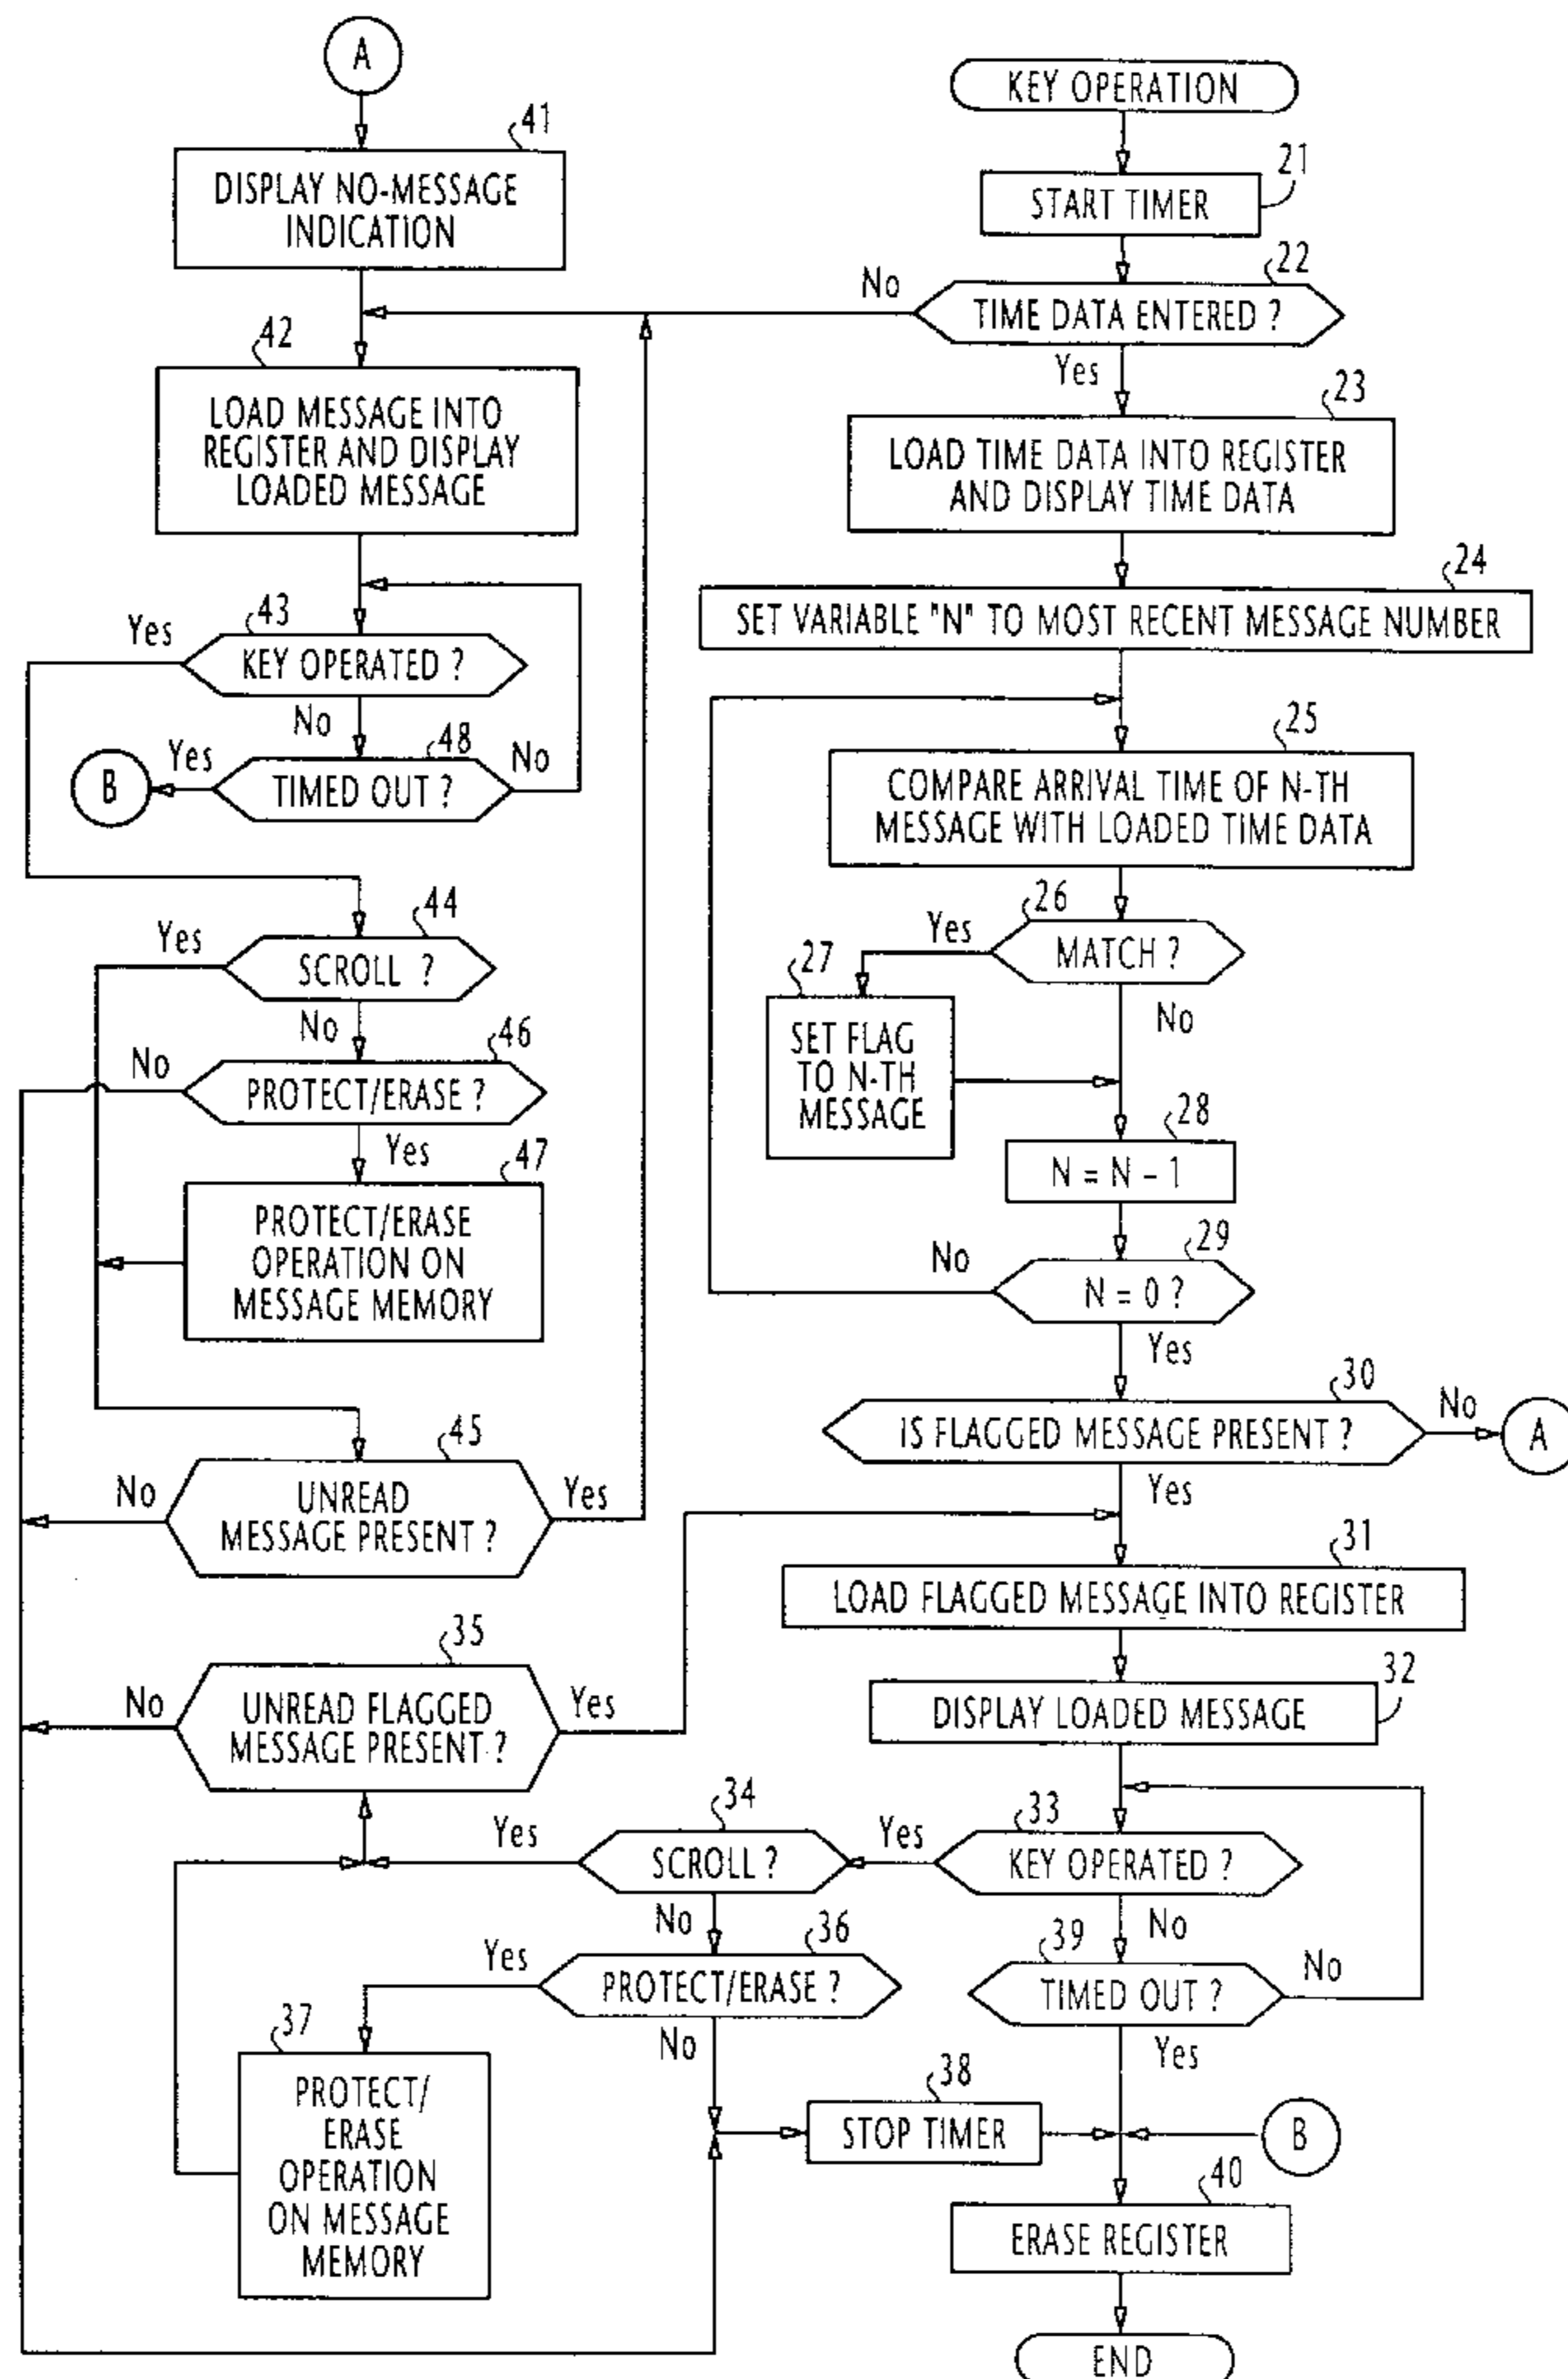 A
41
DISPLAY NO-MESSAGE
INDICATION
42
LOAD MESSAGE INTO
REGISTER AND DISPLAY
LOADED MESSAGE
43
Yes
KEY OPERATED ?
No
48
Yes
No
B
TIMED OUT ?
44
Yes
SCROLL ?
No
46
No
PROTECT/ERASE ?
Yes
47
PROTECT/ERASE
OPERATION ON
MESSAGE MEMORY
45
No
UNREAD
MESSAGE PRESENT ?
Yes
35
No
UNREAD FLAGGED
MESSAGE PRESENT ?
Yes
KEY OPERATION
21
START TIMER
22
No
TIME DATA ENTERED ?
Yes
23
LOAD TIME DATA INTO REGISTER
AND DISPLAY TIME DATA
24
SET VARIABLE "N" TO MOST RECENT MESSAGE NUMBER
25
COMPARE ARRIVAL TIME OF N-TH
MESSAGE WITH LOADED TIME DATA
26
Yes
MATCH ?
No
27
SET FLAG
TO N-TH
MESSAGE
28
N = N - 1
29
No
N = 0 ?
Yes
30
IS FLAGGED MESSAGE PRESENT ?
No
A
Yes
31
LOAD FLAGGED MESSAGE INTO REGISTER
32
DISPLAY LOADED MESSAGE
33
Yes
KEY OPERATED ?
No
34
Yes
SCROLL ?
No
36
Yes
PROTECT/ERASE ?
No
37
PROTECT/
ERASE
OPERATION
ON MESSAGE
MEMORY
39
TIMED OUT ?
No
Yes
38
STOP TIMER
B
40
ERASE REGISTER
END